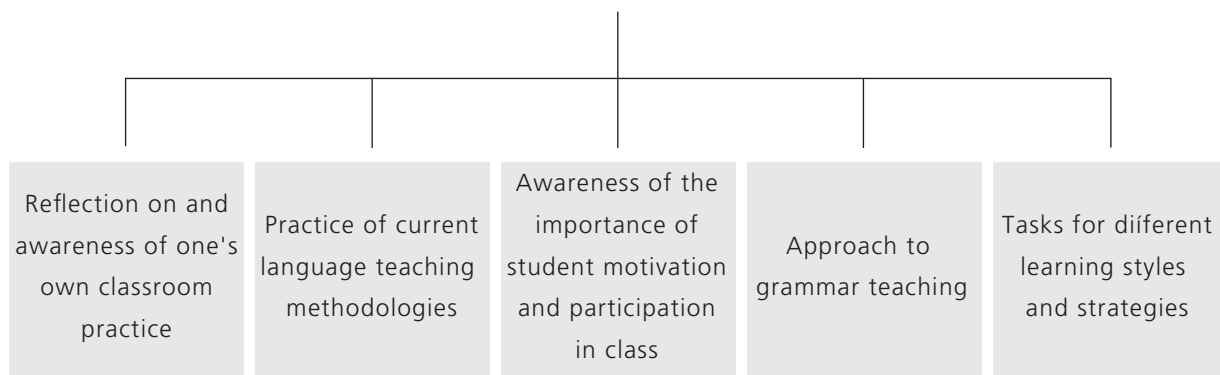 Reflection on and
awareness of one's
own classroom
practice
Practice of current
language teaching
methodologies
Awareness of the
importance of
student motivation
and participation
in class
Approach to
grammar teaching
Tasks for diíferent
learning styles
and strategies